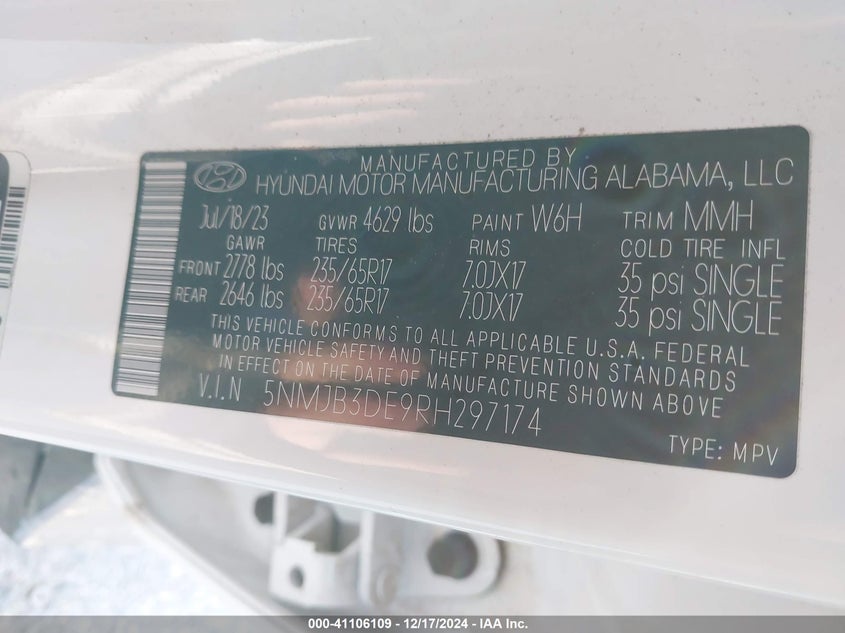 MANUFACTURED BY
HYUNDAI MOTOR MANUFACTURING ALABAMA, LLC
Jul/18/23 GVWR 4629 lbs PAINT W6H TRIM MMH
GAWR TIRES RIMS COLD TIRE INFL
FRONT 2778 lbs 235/65R17 7.0JX17 35 psi SINGLE
REAR 2646 lbs 235/65R17 7.0JX17 35 psi SINGLE
THIS VEHICLE CONFORMS TO ALL APPLICABLE U.S.A. FEDERAL
MOTOR VEHICLE SAFETY AND THEFT PREVENTION STANDARDS
IN EFFECT ON THE DATE OF MANUFACTURE SHOWN ABOVE
V.I.N 5NMJB3DE9RH297174
TYPE: MPV
000-41106109 - 12/17/2024 - IAA Inc.